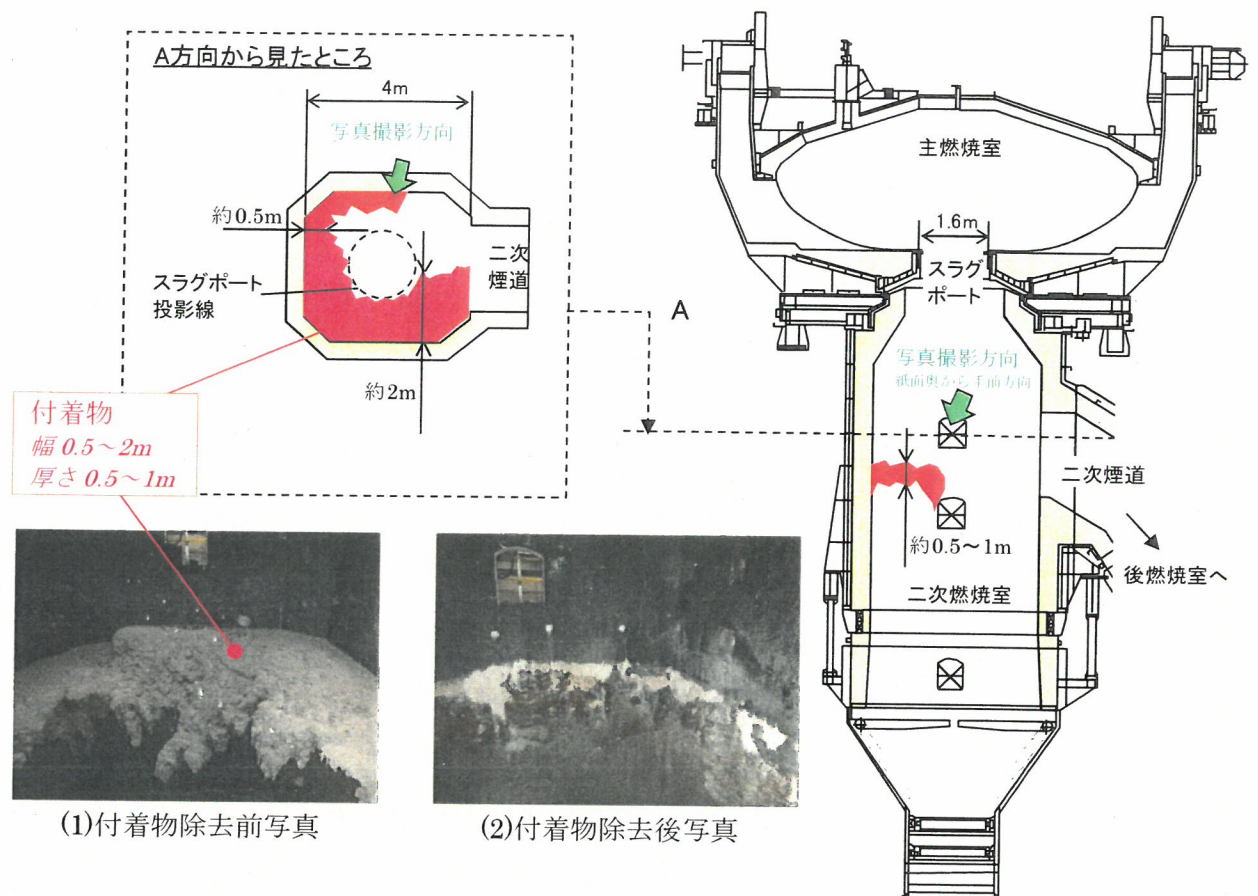 A方向から見たところ
4m
写真撮影方向
約0.5m
スラグポート
投影線
二次
煙道
約2m
付着物
幅 0.5～2m
厚さ 0.5～1m
主燃焼室
1.6m
スラグ
ポート
A
写真撮影方向
紙面奥から手前方向
二次煙道
約0.5～1m
後燃焼室へ
二次燃焼室
(1)付着物除去前写真
(2)付着物除去後写真